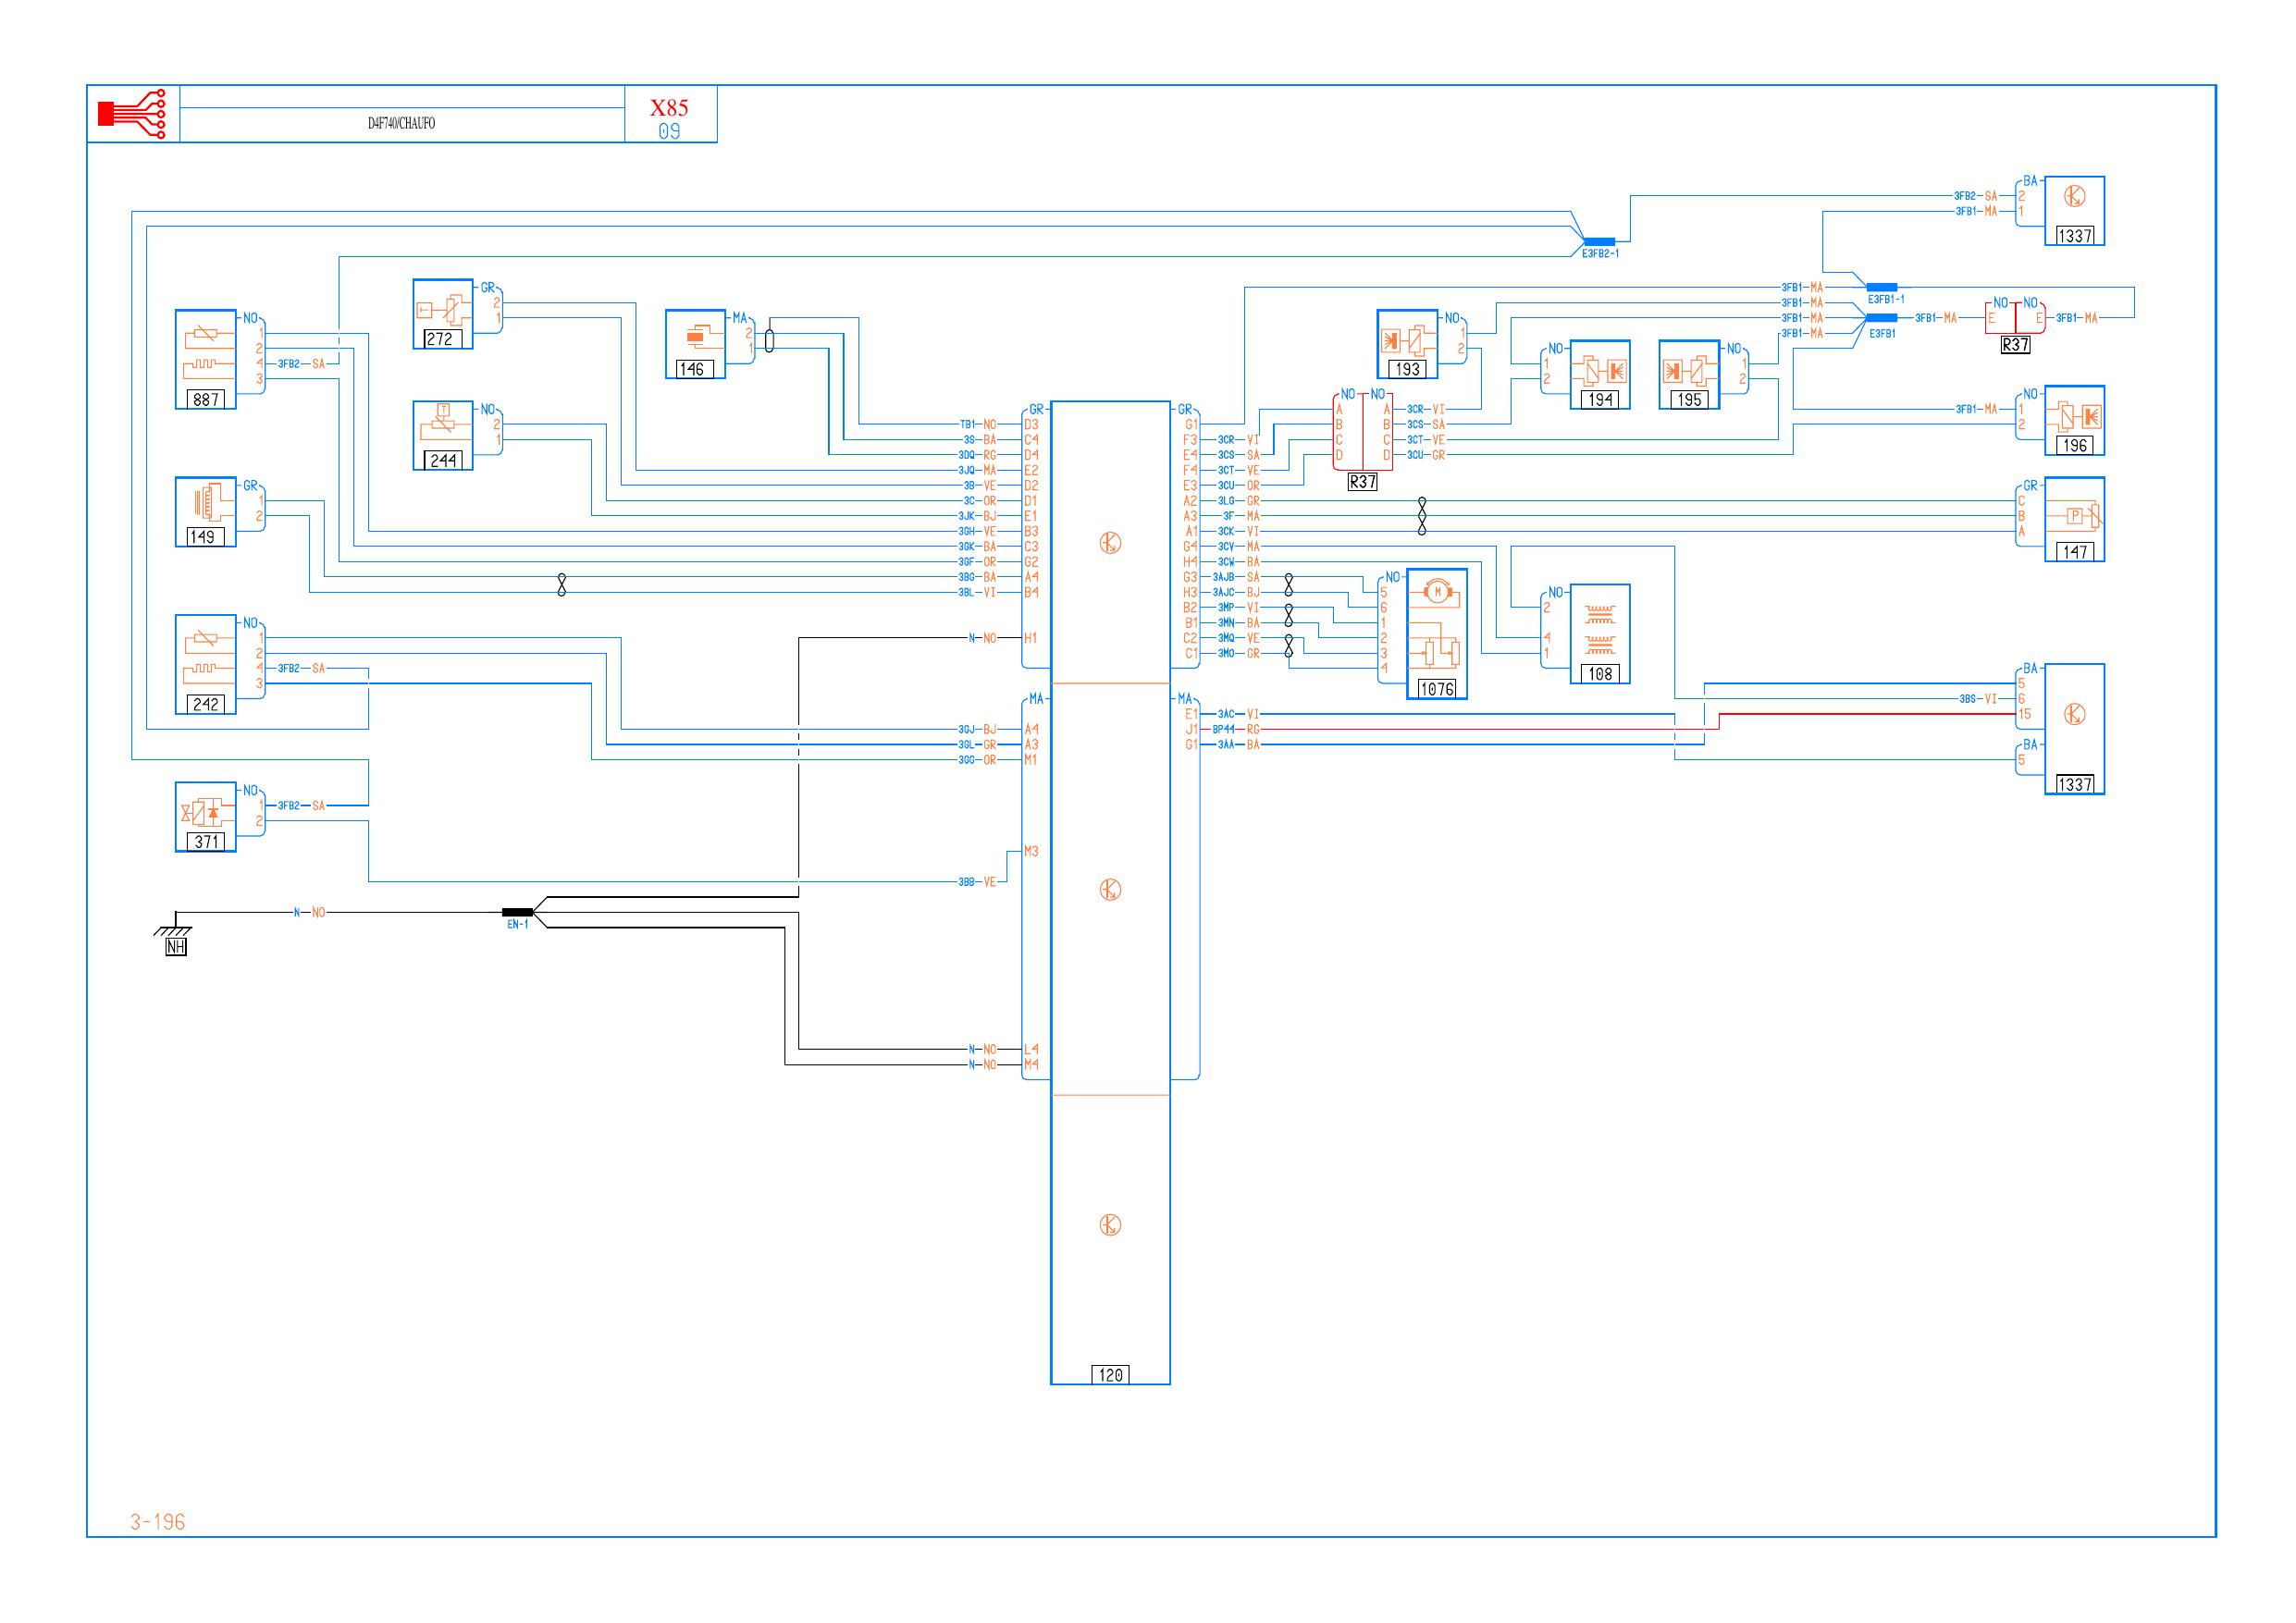 D4F740/CHAUFO
X85
09
BA
3FB2 SA 2
3FB1 MA 1
1337
E3FB2-1
GR
2
1
272
NO
1
2
4 3FB2 SA
3
887
MA
2
1
146
NO
2
1
244
GR
1
2
149
NO
1
2
4 3FB2 SA
3
242
NO
1 3FB2 SA
2
371
N NO
NH
EN-1
GR
TB1 NO D3
3S BA C4
3DQ RG D4
3JQ MA E2
3B VE D2
3C OR D1
3JK BJ E1
3GH VE B3
3GK BA C3
3GF OR G2
3BG BA A4
3BL VI B4
N NO H1
MA
3GJ BJ A4
3GL GR A3
3GG OR M1
M3
3BB VE
N NO L4
N NO M4
120
GR
G1
F3 3CR VI
E4 3CS SA
F4 3CT VE
E3 3CU OR
A2 3LG GR
A3 3F MA
A1 3CK VI
G4 3CV MA
H4 3CW BA
G3 3AJB SA
H3 3AJC BJ
B2 3MP VI
B1 3MN BA
C2 3MQ VE
C1 3MO GR
MA
E1 3AC VI
J1 BP44 RG
G1 3AA BA
NO NO
A A 3CR VI
B B 3CS SA
C C 3CT VE
D D 3CU GR
R37
NO
1
2
193
NO
1
2
194
NO
1
2
195
3FB1 MA
3FB1 MA
3FB1 MA
3FB1 MA
E3FB1-1
E3FB1
3FB1 MA
NO NO
E E
3FB1 MA
R37
NO
3FB1 MA 1
2
196
GR
C
B
A
147
NO
5
6
1
2
3
4
1076
NO
2
4
1
108
BA
5
3BS VI 6
15
BA
5
1337
3-196